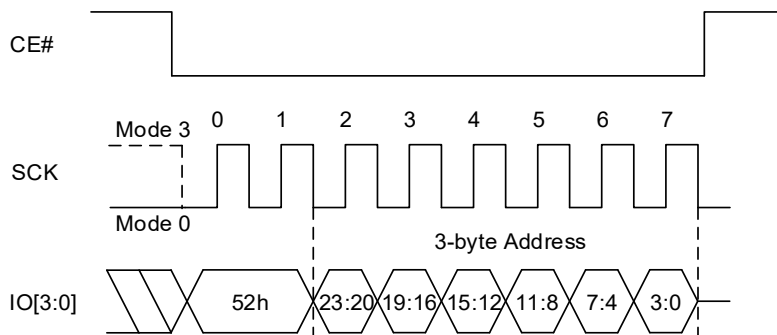 CE#
Mode 3
0 1 2 3 4 5 6 7
SCK
Mode 0
3-byte Address
IO[3:0]
52h 23:20 19:16 15:12 11:8 7:4 3:0